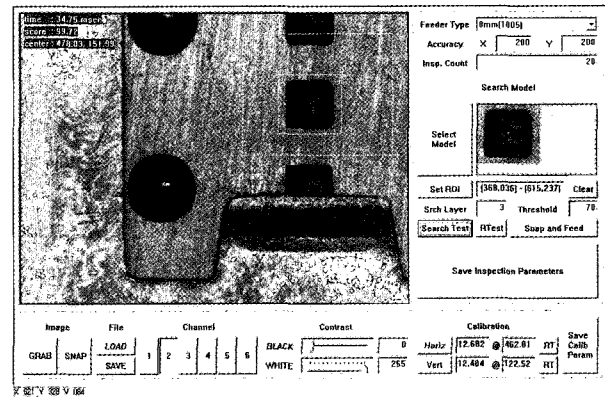 time : 34.75 msec
score : 99.72
center : 478.03, 151.99
Feeder Type 8mm(1005)
Accuracy X 200 Y 200
Insp. Count 20
Search Model
Select Model
Set ROI (368,036) - (615,237) Clear
Srch Layer 3 Threshold 70
Search Test RTest Snap and Feed
Save Inspection Parameters
Image File Channel Contrast Calibration
GRAB SNAP LOAD SAVE 1 2 3 4 5 6
BLACK 0
WHITE 255
Horiz 12.682 @ 462.01 RT
Vert 12.484 @ 122.52 RT
Save Calib Param